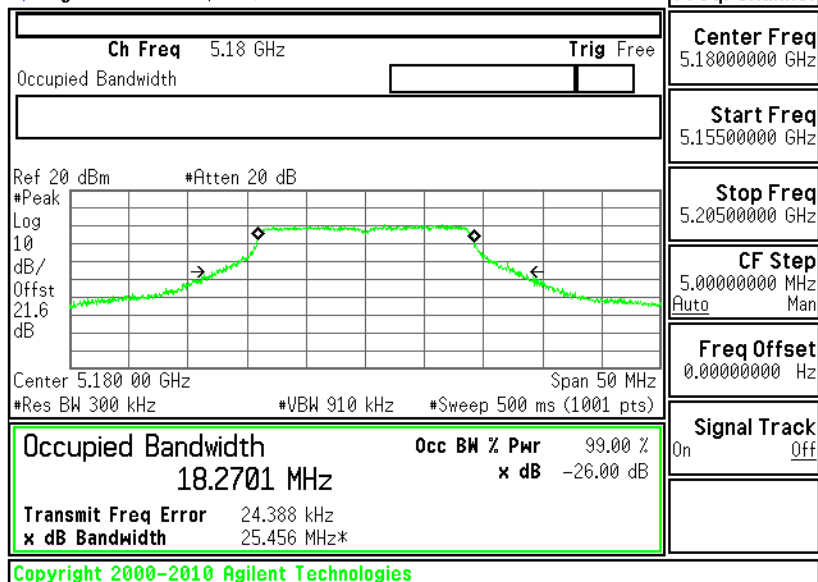 Ch Freq 5.18 GHz Trig Free
Occupied Bandwidth
Center Freq
5.18000000 GHz
Start Freq
5.15500000 GHz
Stop Freq
5.20500000 GHz
CF Step
5.00000000 MHz
Auto Man
Freq Offset
0.00000000 Hz
Signal Track
On Off
Ref 20 dBm #Atten 20 dB
#Peak
Log
10
dB/
Offst
21.6
dB
Center 5.180 00 GHz Span 50 MHz
#Res BW 300 kHz #VBW 910 kHz #Sweep 500 ms (1001 pts)
Occupied Bandwidth Occ BW % Pwr 99.00 %
18.2701 MHz x dB -26.00 dB
Transmit Freq Error 24.388 kHz
x dB Bandwidth 25.456 MHz*
Copyright 2000-2010 Agilent Technologies